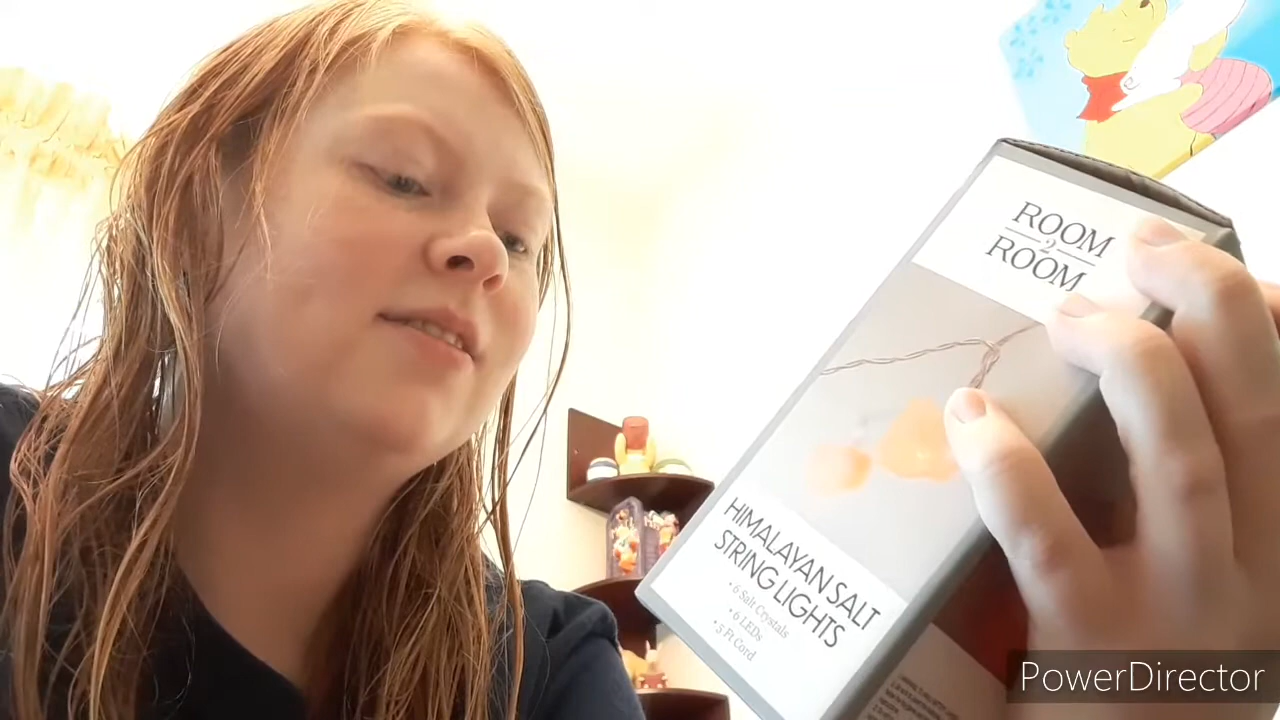 ROOM
2
ROOM
HIMALAYAN SALT
STRING LIGHTS
• 6 Salt Crystals
• 6 LEDs
• 5 Ft Cord
PowerDirector